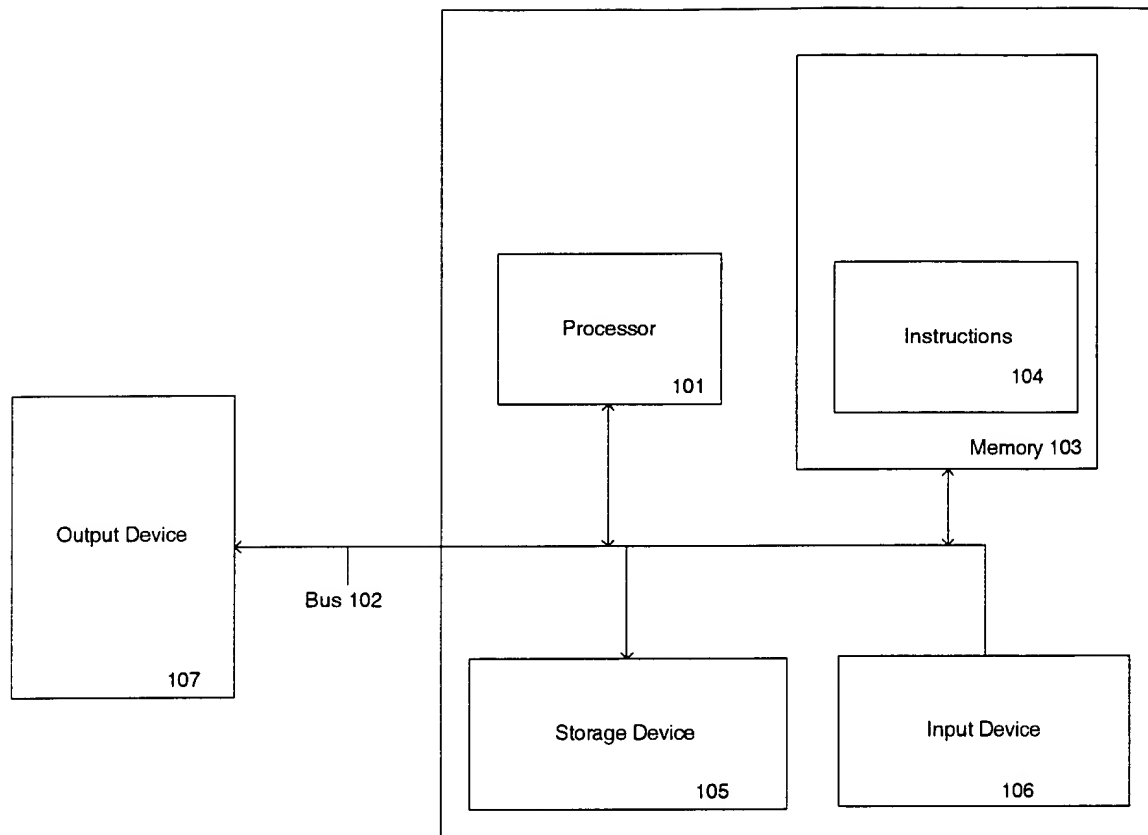 Processor
101
Instructions
104
Memory 103
Output Device
107
Bus 102
Storage Device
105
Input Device
106